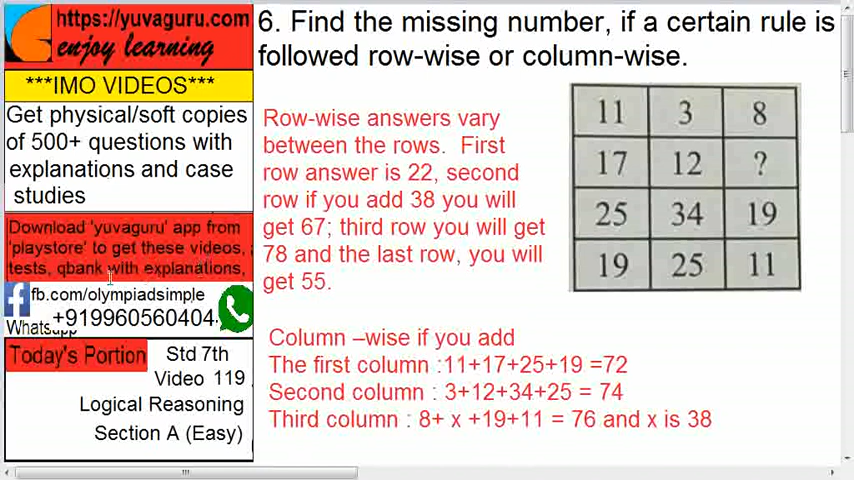 https://yuvaguru.com
enjoy learning
***IMO VIDEOS***
Get physical/soft copies
of 500+ questions with
explanations and case
studies
Download 'yuvaguru' app from
'playstore' to get these videos,
tests, qbank with explanations,
fb.com/olympiadsimple
+919960560404
Whatsapp
Today's Portion
Std 7th
Video 119
Logical Reasoning
Section A (Easy)
6. Find the missing number, if a certain rule is
followed row-wise or column-wise.
Row-wise answers vary
between the rows. First
row answer is 22, second
row if you add 38 you will
get 67; third row you will get
78 and the last row, you will
get 55.
11 3 8
17 12 ?
25 34 19
19 25 11
Column –wise if you add
The first column :11+17+25+19 =72
Second column : 3+12+34+25 = 74
Third column : 8+ x +19+11 = 76 and x is 38